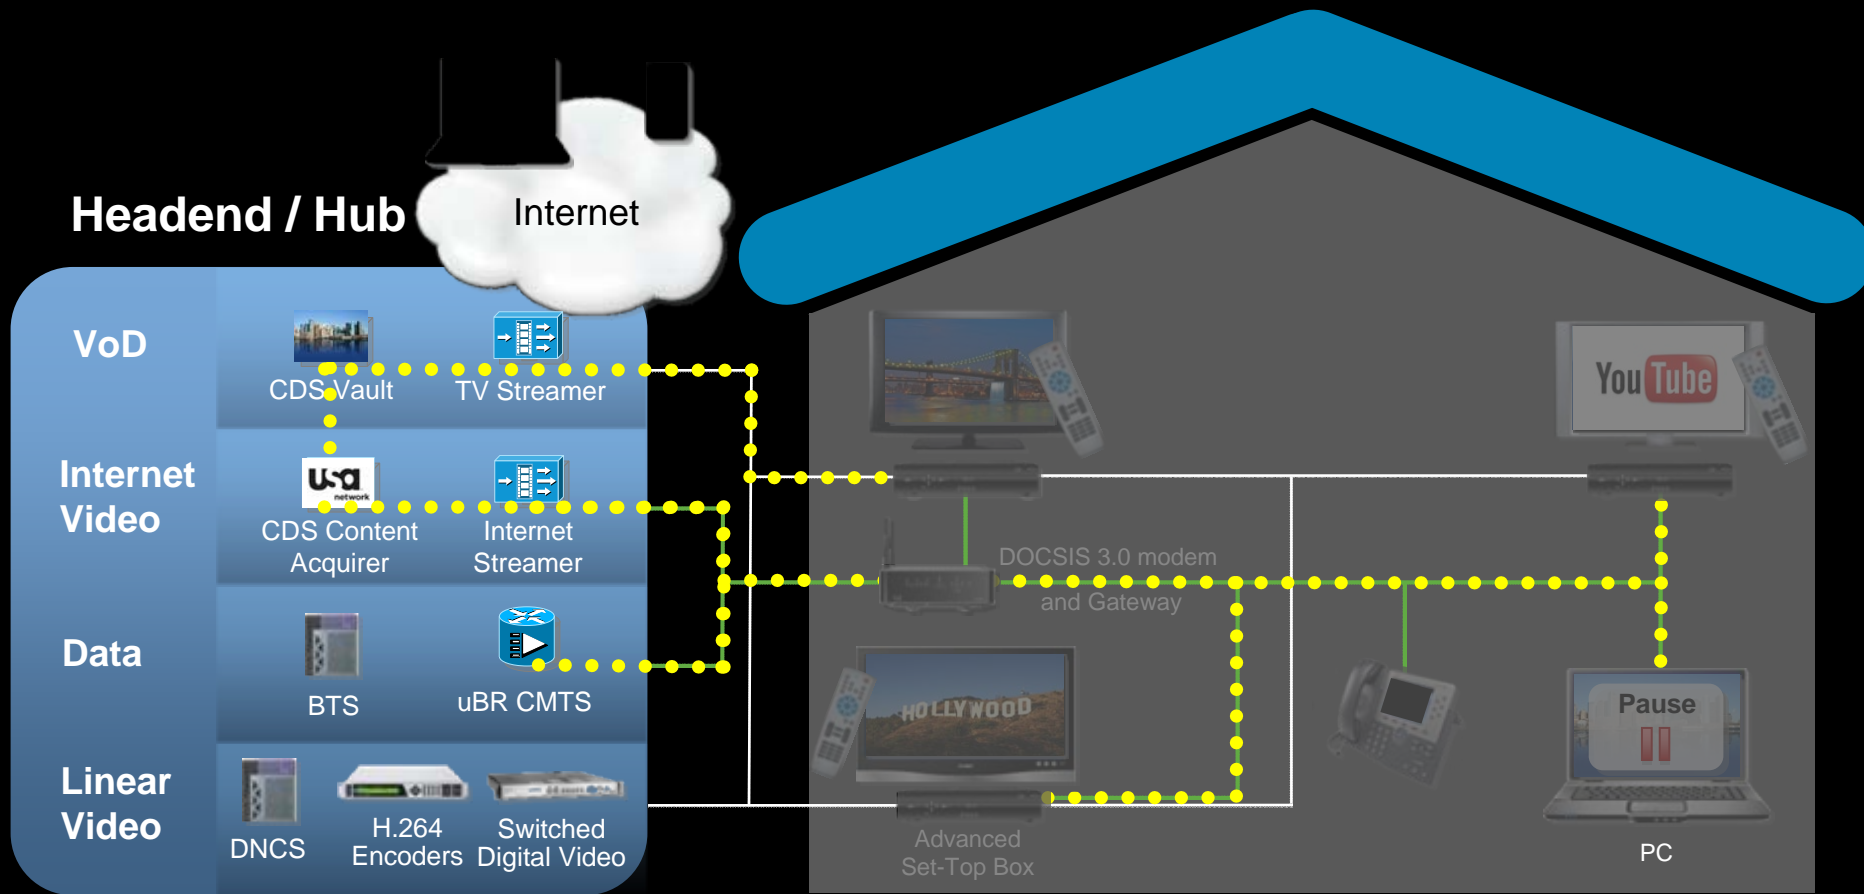 Headend / Hub
Internet
VoD
CDS Vault
TV Streamer
Internet
Video
usa
network
CDS Content
Acquirer
Internet
Streamer
Data
BTS
uBR CMTS
Linear
Video
DNCS
H.264
Encoders
Switched
Digital Video
You Tube
DOCSIS 3.0 modem
and Gateway
HOLLYWOOD
Advanced
Set-Top Box
Pause
PC